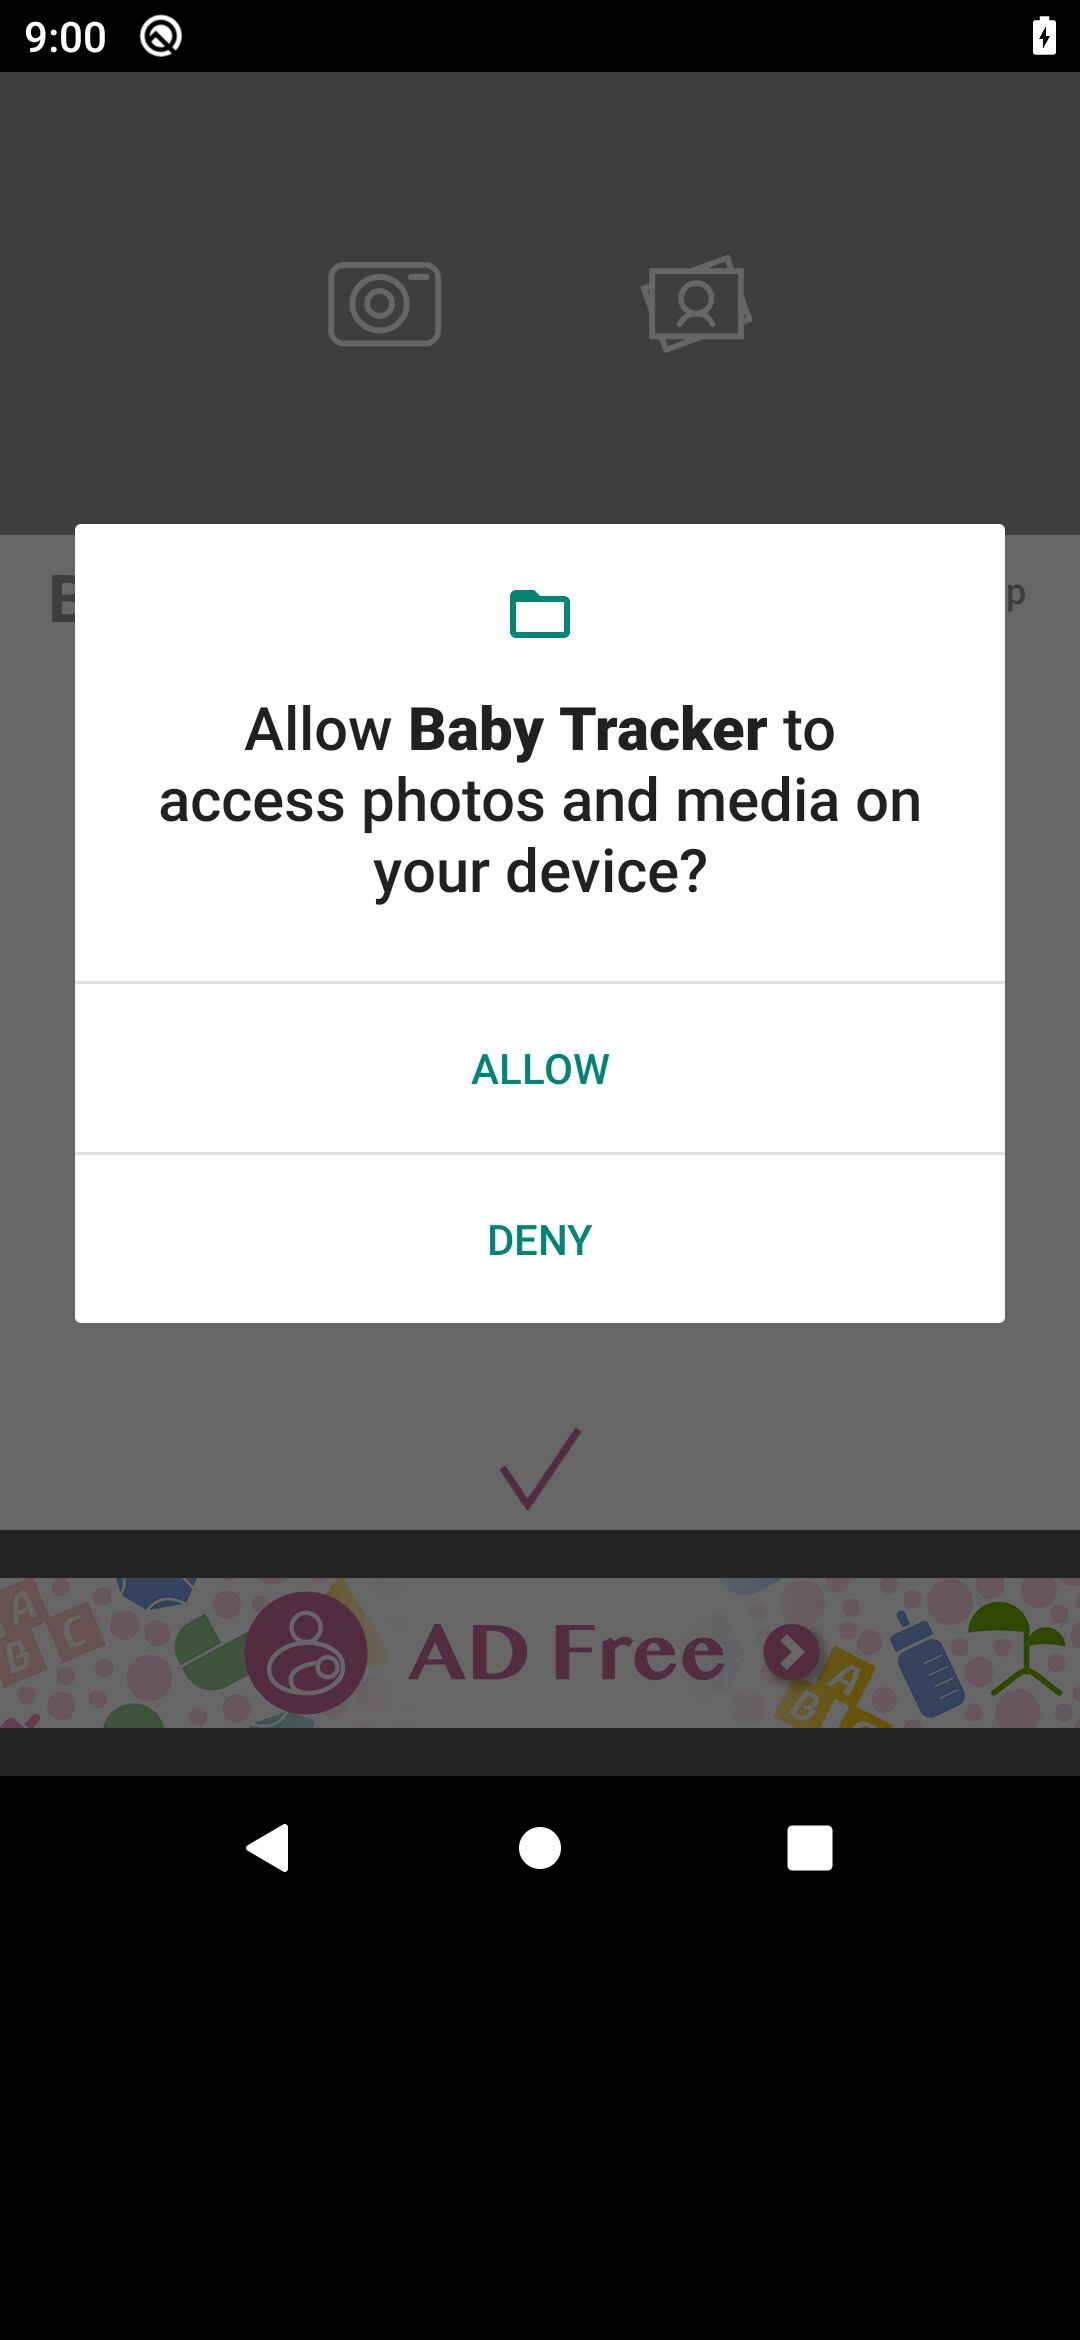 9:00
Allow Baby Tracker to
access photos and media on
your device?
ALLOW
DENY
AD Free
A
B C
A
B C